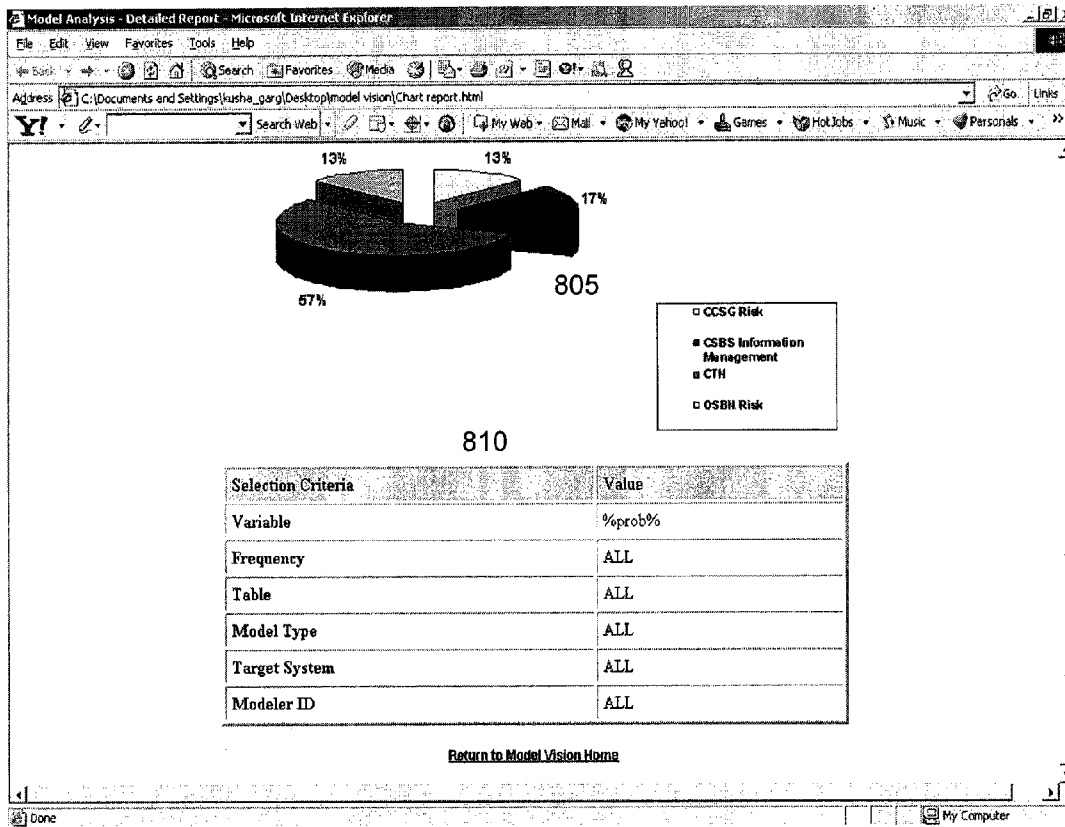 Model Analysis - Detailed Report - Microsoft Internet Explorer
File Edit View Favorites Tools Help
Back Search Favorites Media
Address C:\Documents and Settings\kusha_garg\Desktop\model vision\Chart report.html Go Links
Y! Search Web My Web Mail My Yahoo! Games HotJobs Music Personals »
13% 13%
17%
57%
805
CCSG Risk
CSBS Information
Management
CTH
OSBN Risk
810
Selection Criteria Value
Variable %prob%
Frequency ALL
Table ALL
Model Type ALL
Target System ALL
Modeler ID ALL
Return to Model Vision Home
Done My Computer